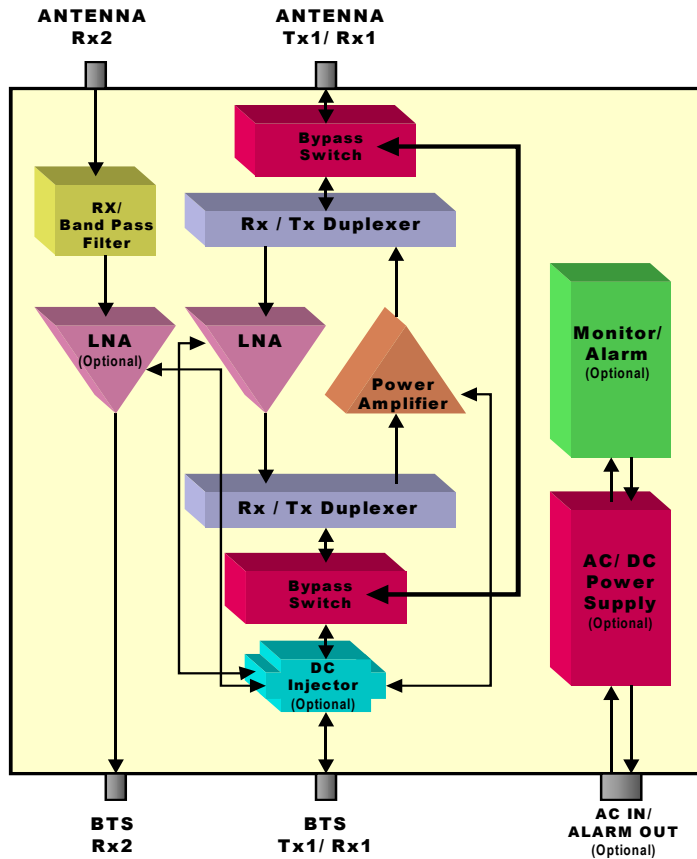 ANTENNA
Rx2
ANTENNA
Tx1/ Rx1
Bypass
Switch
RX/
Band Pass
Filter
Rx / Tx Duplexer
LNA
(Optional)
LNA
Power
Amplifier
Monitor/
Alarm
(Optional)
Rx / Tx Duplexer
AC/ DC
Power
Supply
(Optional)
Bypass
Switch
DC
Injector
(Optional)
BTS
Rx2
BTS
Tx1/ Rx1
AC IN/
ALARM OUT
(Optional)